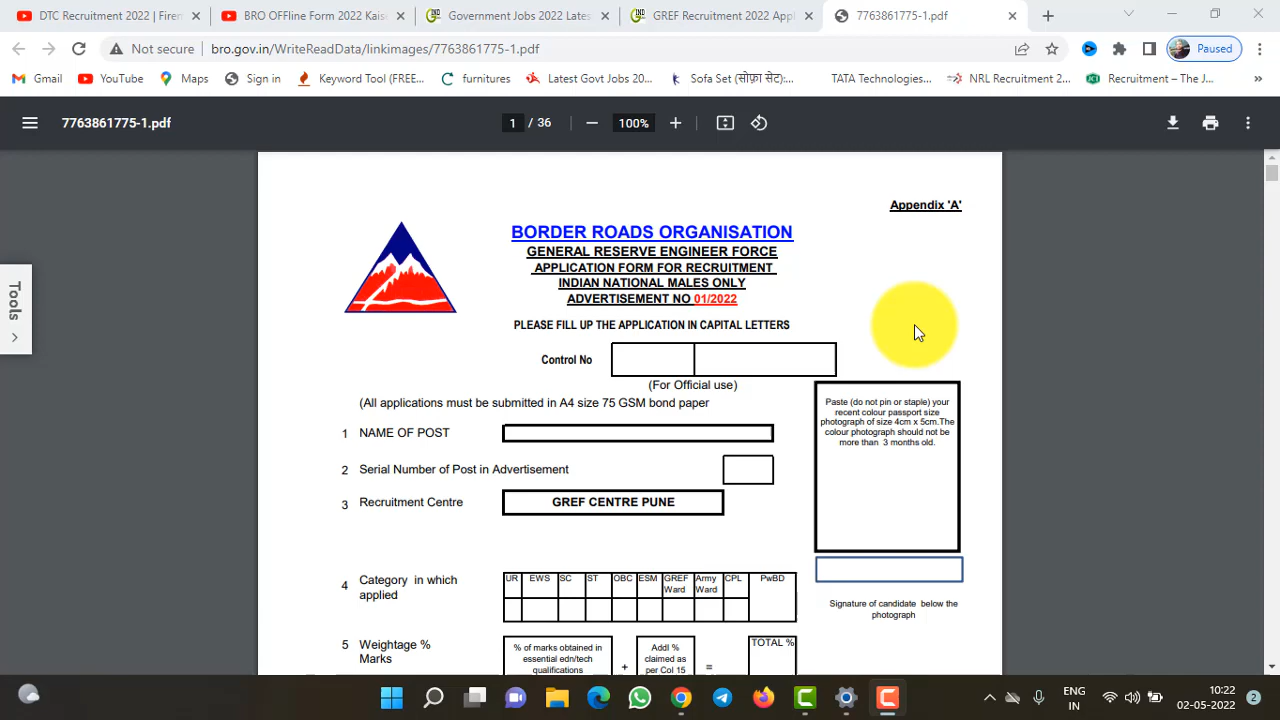 DTC Recruitment 2022 | Firem
BRO OFFline Form 2022 Kaise
Government Jobs 2022 Lates
GREF Recruitment 2022 Appl
7763861775-1.pdf
Not secure
bro.gov.in/WriteReadData/linkimages/7763861775-1.pdf
Paused
Gmail
YouTube
Maps
Sign in
Keyword Tool (FREE...
furnitures
Latest Govt Jobs 20...
Sofa Set (सोफ़ा सेट):...
TATA Technologies...
NRL Recruitment 2...
Recruitment – The J...
7763861775-1.pdf
1 / 36
100%
Tools
Appendix 'A'
BORDER ROADS ORGANISATION
GENERAL RESERVE ENGINEER FORCE
APPLICATION FORM FOR RECRUITMENT
INDIAN NATIONAL MALES ONLY
ADVERTISEMENT NO 01/2022
PLEASE FILL UP THE APPLICATION IN CAPITAL LETTERS
Control No
(For Official use)
(All applications must be submitted in A4 size 75 GSM bond paper
Paste (do not pin or staple) your
recent colour passport size
photograph of size 4cm x 5cm.The
colour photograph should not be
more than 3 months old.
1 NAME OF POST
2 Serial Number of Post in Advertisement
3 Recruitment Centre
GREF CENTRE PUNE
4 Category in which
applied
UR EWS SC ST OBC ESM GREF Ward Army Ward CPL PwBD
Signature of candidate below the
photograph
5 Weightage %
Marks
% of marks obtained in
essential edn/tech
qualifications
+
Addl %
claimed as
per Col 15
=
TOTAL %
ENG
IN
10:22
02-05-2022
2